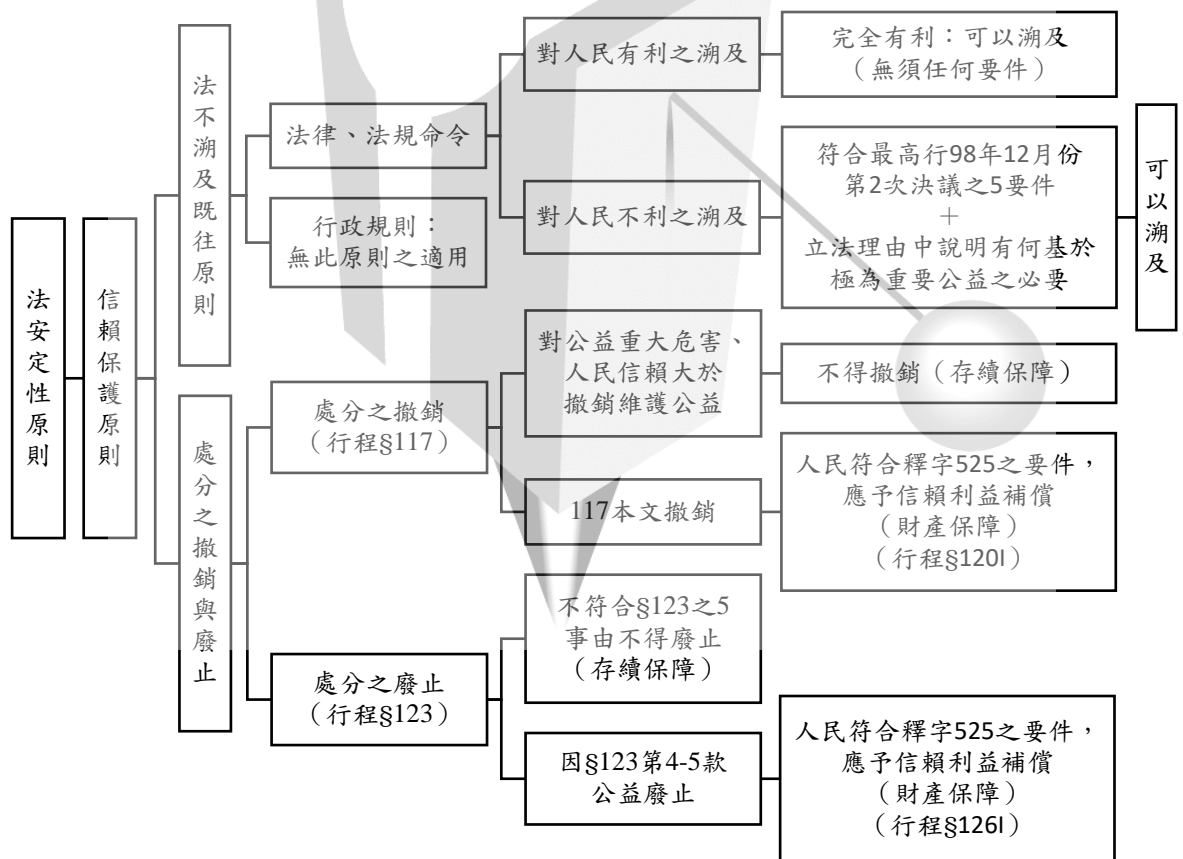 法安定性原則
信賴保護原則
法不溯及既往原則
法律、法規命令
對人民有利之溯及
完全有利：可以溯及
（無須任何要件）
對人民不利之溯及
符合最高行98年12月份
第2次決議之5要件
＋
立法理由中說明有何基於
極為重要公益之必要
可以溯及
行政規則：
無此原則之適用
處分之撤銷與廢止
處分之撤銷
（行程§117）
對公益重大危害、
人民信賴大於
撤銷維護公益
不得撤銷（存續保障）
117本文撤銷
人民符合釋字525之要件，
應予信賴利益補償
（財產保障）
（行程§120I）
處分之廢止
（行程§123）
不符合§123之5
事由不得廢止
（存續保障）
因§123第4-5款
公益廢止
人民符合釋字525之要件，
應予信賴利益補償
（財產保障）
（行程§126I）